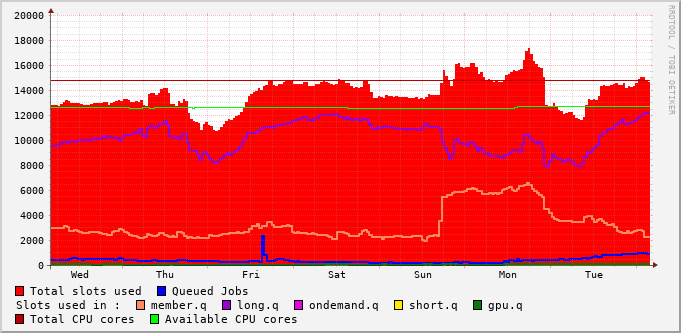 20000
18000
16000
14000
12000
10000
8000
6000
4000
2000
0
Wed Thu Fri Sat Sun Mon Tue
RRDTOOL / TOBI OETIKER
Total slots used Queued Jobs
Slots used in : member.q long.q ondemand.q short.q gpu.q
Total CPU cores Available CPU cores